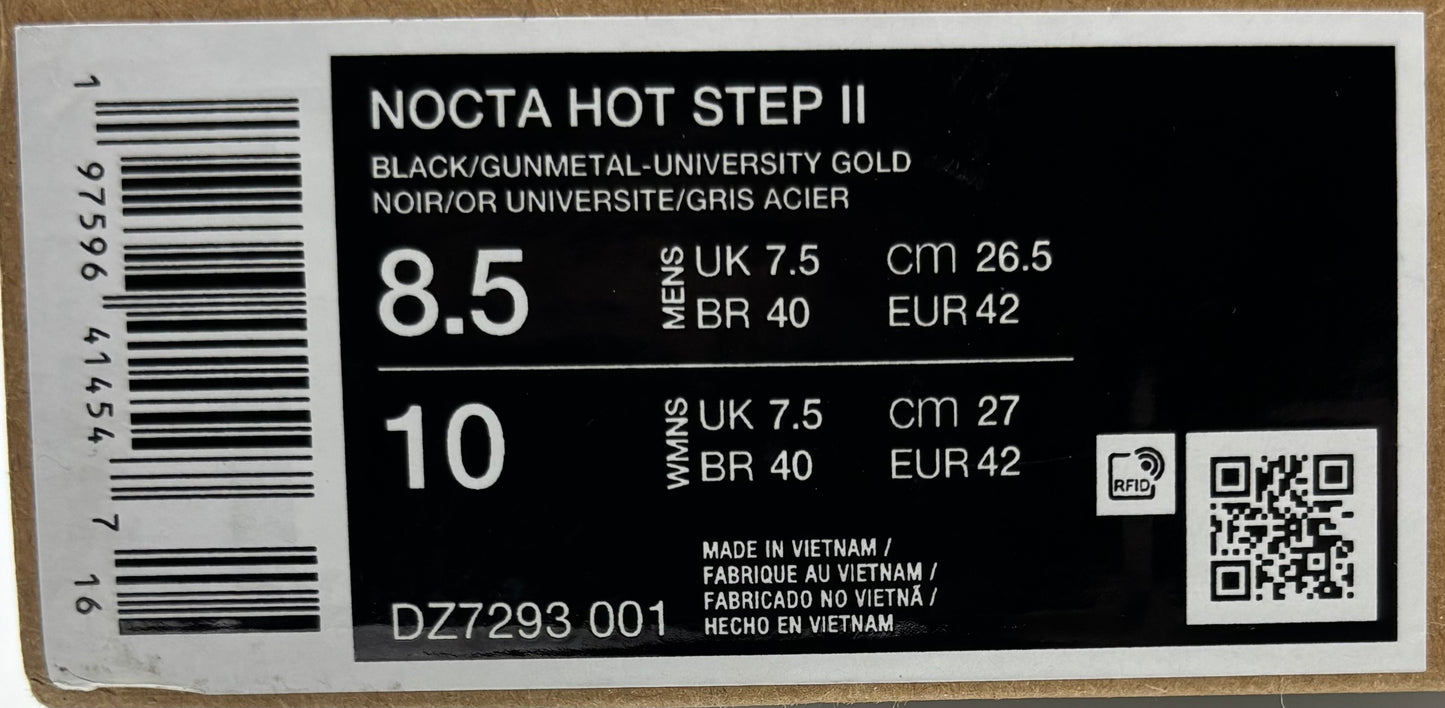 1 97596 41454 7 16
NOCTA HOT STEP II
BLACK/GUNMETAL-UNIVERSITY GOLD
NOIR/OR UNIVERSITE/GRIS ACIER
8.5 MENS UK 7.5 CM 26.5
BR 40 EUR 42
10 WMNS UK 7.5 CM 27
BR 40 EUR 42
RFID
MADE IN VIETNAM /
FABRIQUE AU VIETNAM /
FABRICADO NO VIETNÃ /
HECHO EN VIETNAM
DZ7293 001